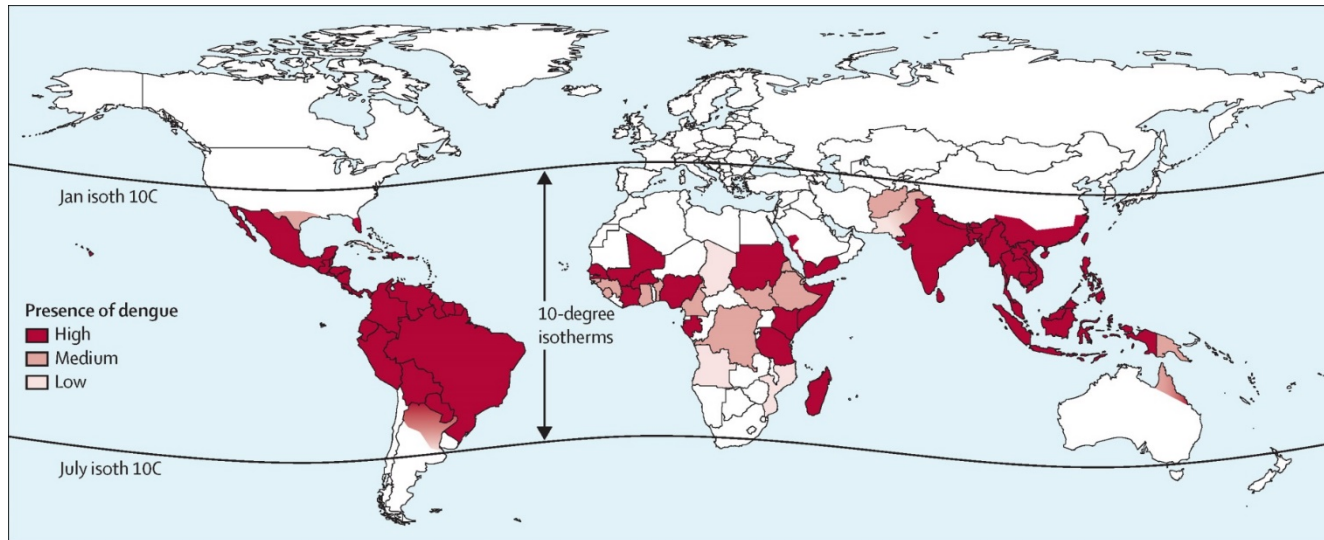 Jan isoth 10C
10-degree
isotherms
Presence of dengue
High
Medium
Low
July isoth 10C